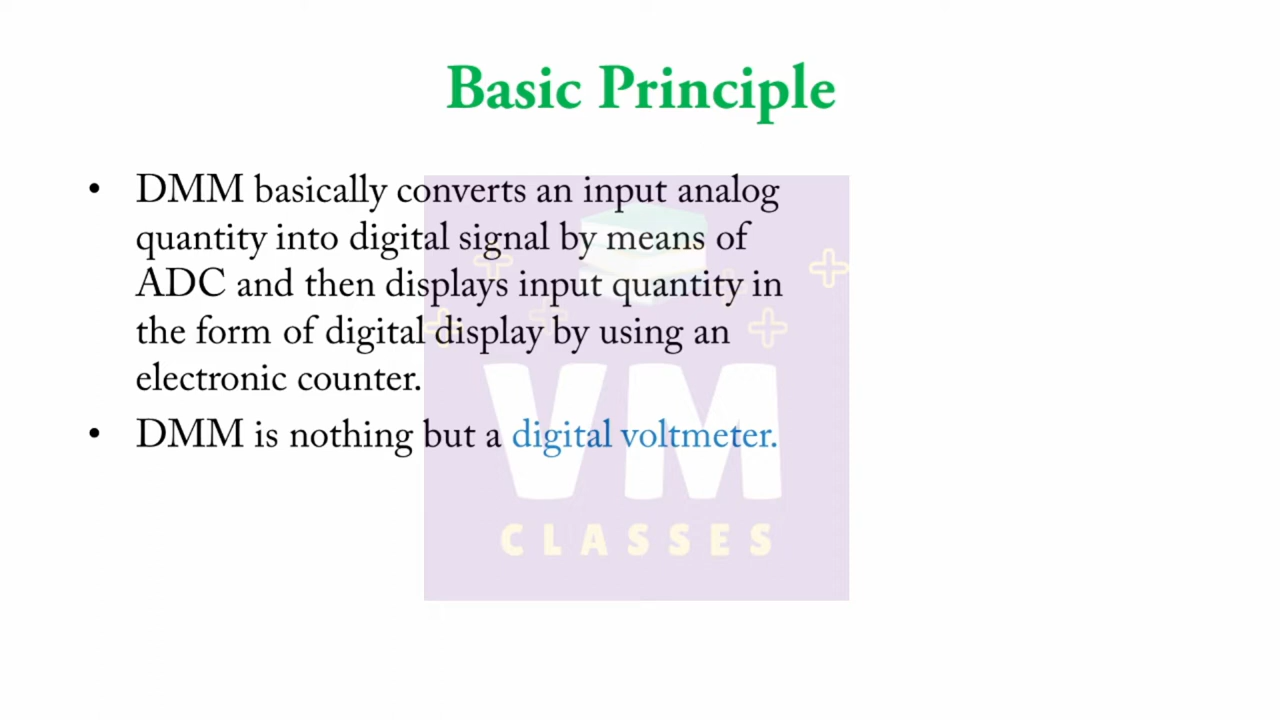 Basic Principle
• DMM basically converts an input analog
quantity into digital signal by means of
ADC and then displays input quantity in
the form of digital display by using an
electronic counter.
• DMM is nothing but a digital voltmeter.
VM
CLASSES